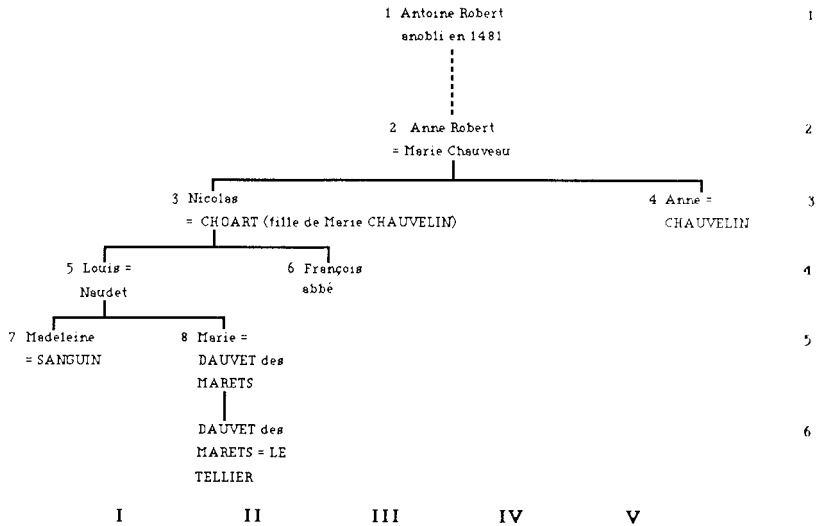 1 Antoine Robert 1
anobli en 1481
2 Anne Robert 2
= Marie Chauveau
3 Nicolas 4 Anne = 3
= CHOART (fille de Marie CHAUVELIN) CHAUVELIN
5 Louis = 6 François 4
Naudet abbé
7 Madeleine 8 Marie = 5
= SANGUIN DAUVET des
MARETS
DAUVET des 6
MARETS = LE
TELLIER
I II III IV V